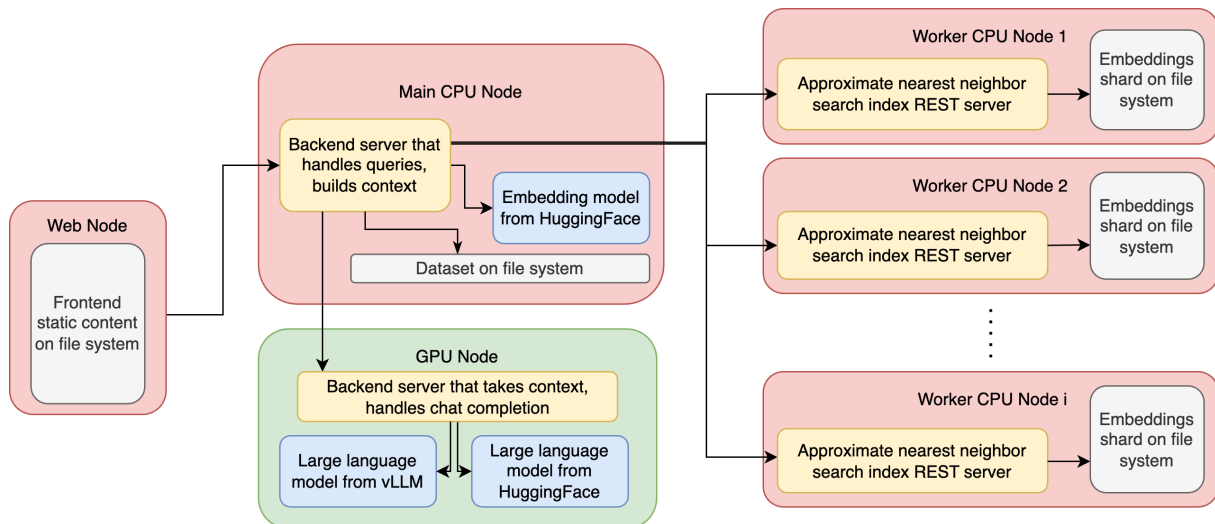 Web Node
Frontend
static content
on file system
Main CPU Node
Backend server that
handles queries,
builds context
Embedding model
from HuggingFace
Dataset on file system
GPU Node
Backend server that takes context,
handles chat completion
Large language
model from vLLM
Large language
model from
HuggingFace
Worker CPU Node 1
Approximate nearest neighbor
search index REST server
Embeddings
shard on file
system
Worker CPU Node 2
Approximate nearest neighbor
search index REST server
Embeddings
shard on file
system
Worker CPU Node i
Approximate nearest neighbor
search index REST server
Embeddings
shard on file
system